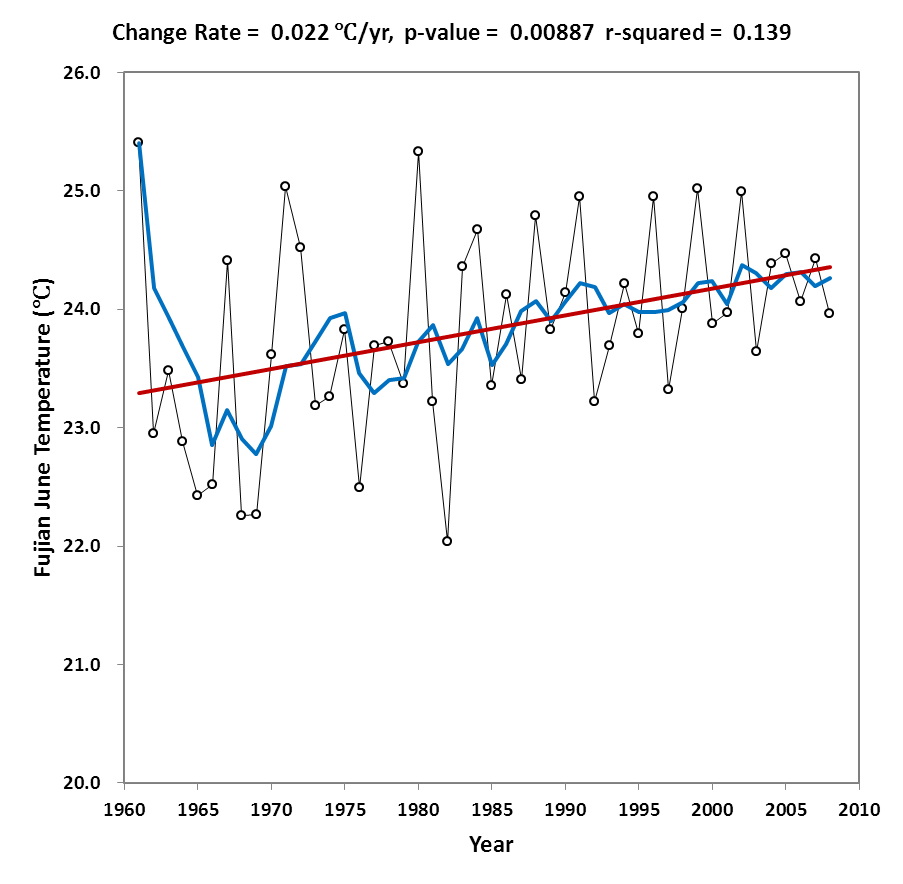 Change Rate = 0.022 ℃/yr, p-value = 0.00887 r-squared = 0.139
26.0
25.0
24.0
23.0
22.0
21.0
20.0
Fujian June Temperature (℃)
1960 1965 1970 1975 1980 1985 1990 1995 2000 2005 2010
Year